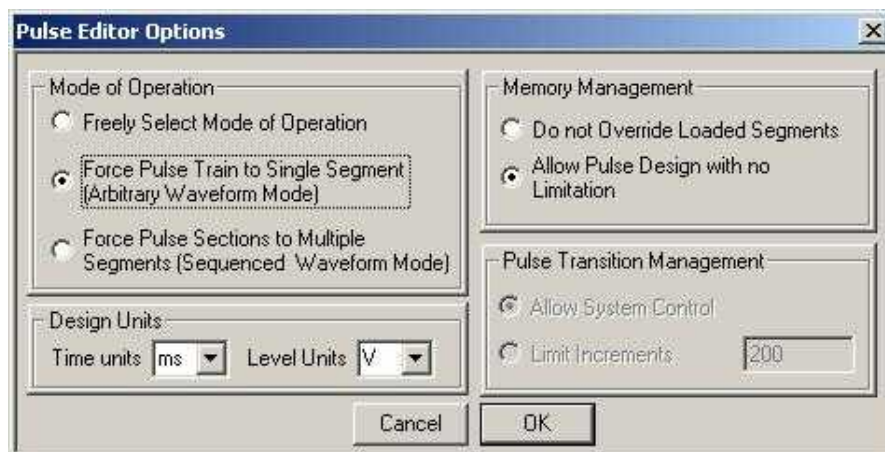 Pulse Editor Options
Mode of Operation
Freely Select Mode of Operation
Force Pulse Train to Single Segment
(Arbitrary Waveform Mode)
Force Pulse Sections to Multiple
Segments (Sequenced Waveform Mode)
Design Units
Time units ms Level Units V
Memory Management
Do not Override Loaded Segments
Allow Pulse Design with no
Limitation
Pulse Transition Management
Allow System Control
Limit Increments 200
Cancel OK